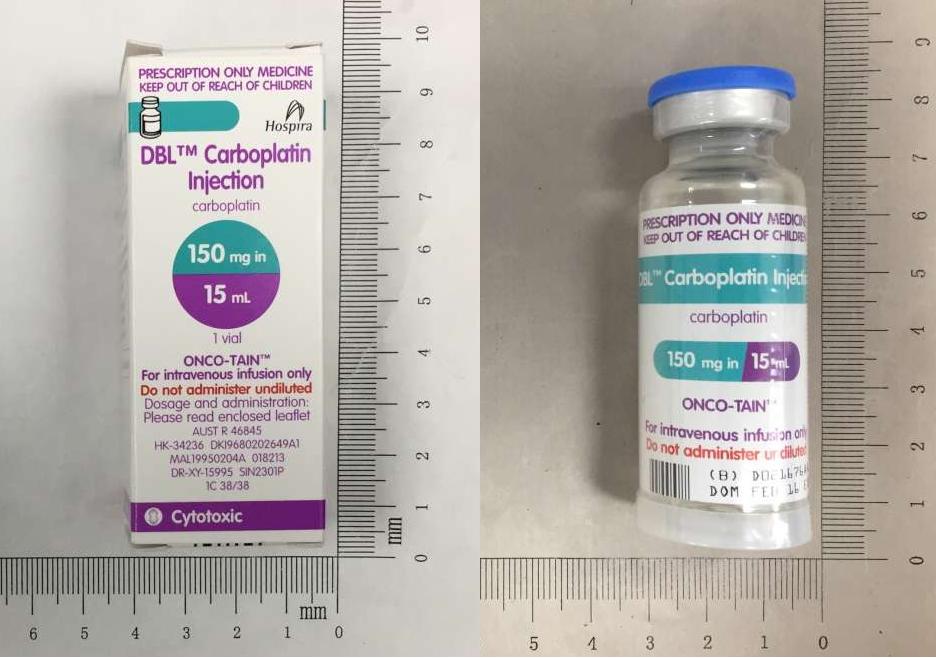 PRESCRIPTION ONLY MEDICINE
KEEP OUT OF REACH OF CHILDREN
Hospira
DBL™ Carboplatin
Injection
carboplatin
150 mg in
15 mL
1 vial
ONCO-TAIN™
For intravenous infusion only
Do not administer undiluted
Dosage and administration:
Please read enclosed leaflet
AUST R 46845
HK-34236 DKI9680202649A1
MAL19950204A 018213
DR-XY-15995 SIN2301P
1C 38/38
Cytotoxic
10
9
8
7
6
5
4
3
2
1
mm
0
mm
6 5 4 3 2 1 0
PRESCRIPTION ONLY MEDICIN
KEEP OUT OF REACH OF CHILDRE
DBL™ Carboplatin Injecti
carboplatin
150 mg in 15 mL
ONCO-TAIN™
For intravenous infusion only
Do not administer undiluted
(B)
DOM FEB 16
9
8
7
6
5
4
3
2
1
0
5 4 3 2 1 0